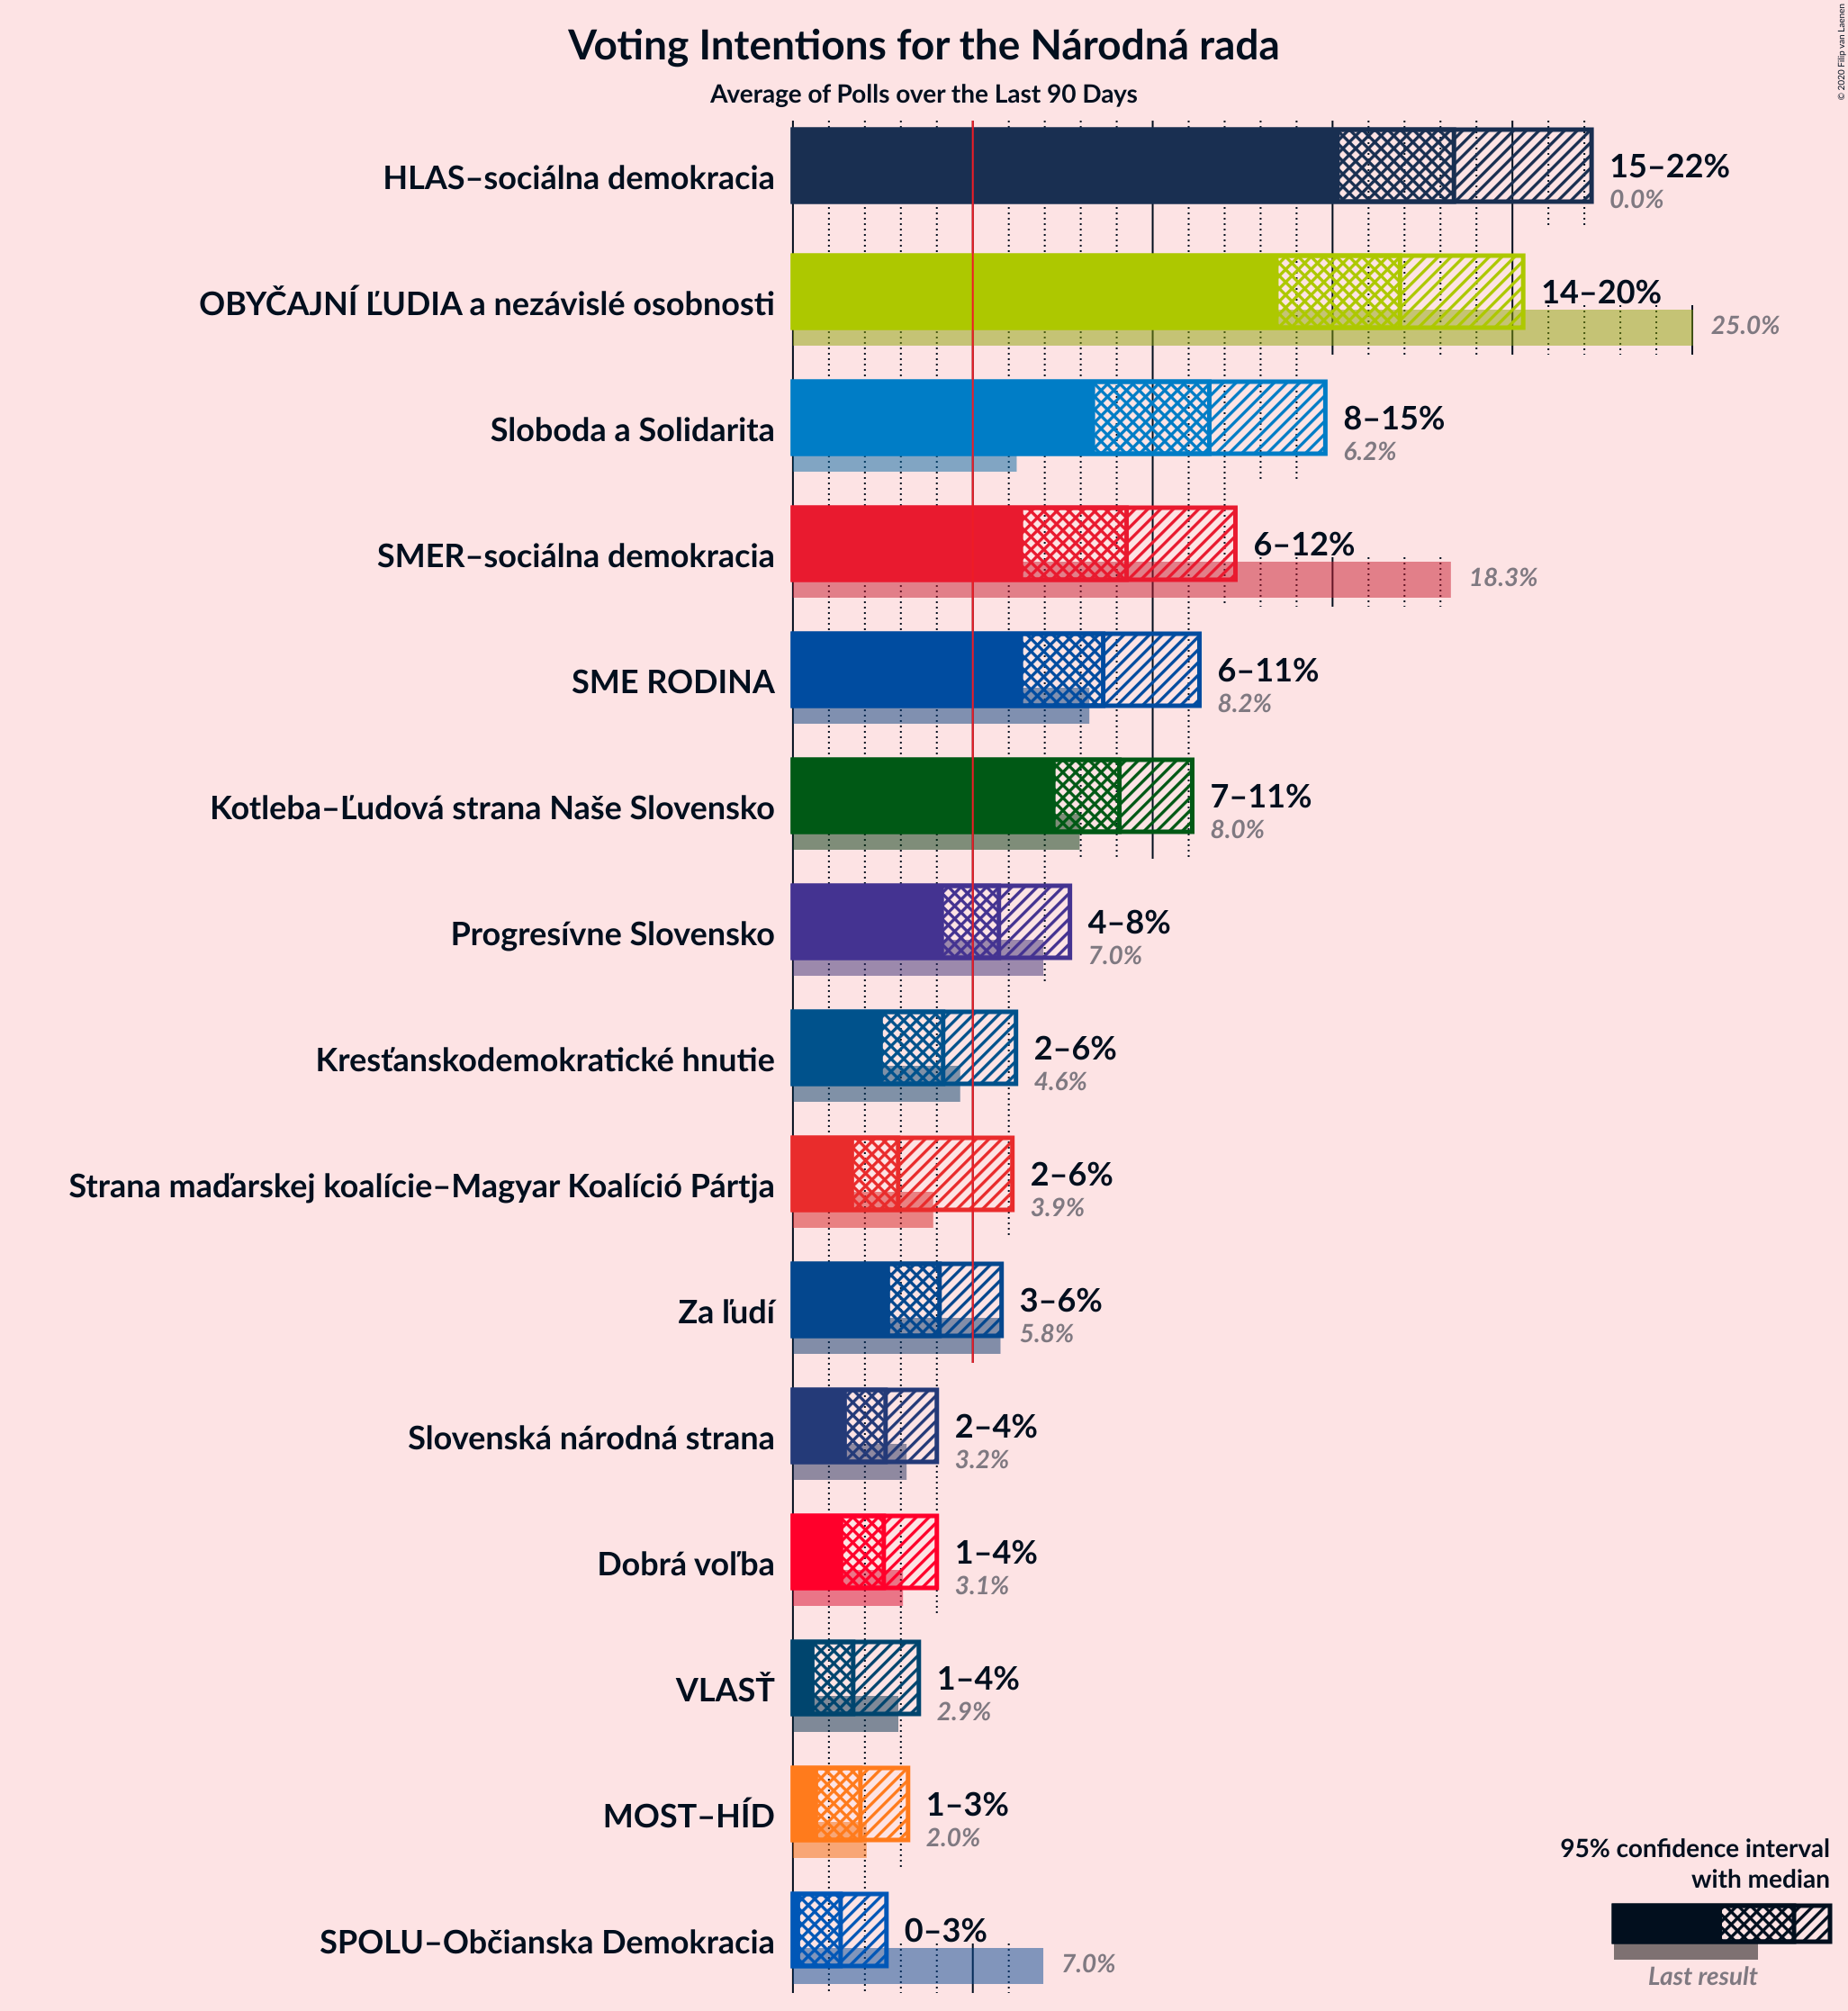 Voting Intentions for the Národná rada
Average of Polls over the Last 90 Days
© 2020 Filip van Laenen
HLAS–sociálna demokracia
15–22%
0.0%
OBYČAJNÍ ĽUDIA a nezávislé osobnosti
14–20%
25.0%
Sloboda a Solidarita
8–15%
6.2%
SMER–sociálna demokracia
6–12%
18.3%
SME RODINA
6–11%
8.2%
Kotleba–Ľudová strana Naše Slovensko
7–11%
8.0%
Progresívne Slovensko
4–8%
7.0%
Kresťanskodemokratické hnutie
2–6%
4.6%
Strana maďarskej koalície–Magyar Koalíció Pártja
2–6%
3.9%
Za ľudí
3–6%
5.8%
Slovenská národná strana
2–4%
3.2%
Dobrá voľba
1–4%
3.1%
VLASŤ
1–4%
2.9%
MOST–HÍD
1–3%
2.0%
SPOLU–Občianska Demokracia
0–3%
7.0%
95% confidence interval
with median
Last result